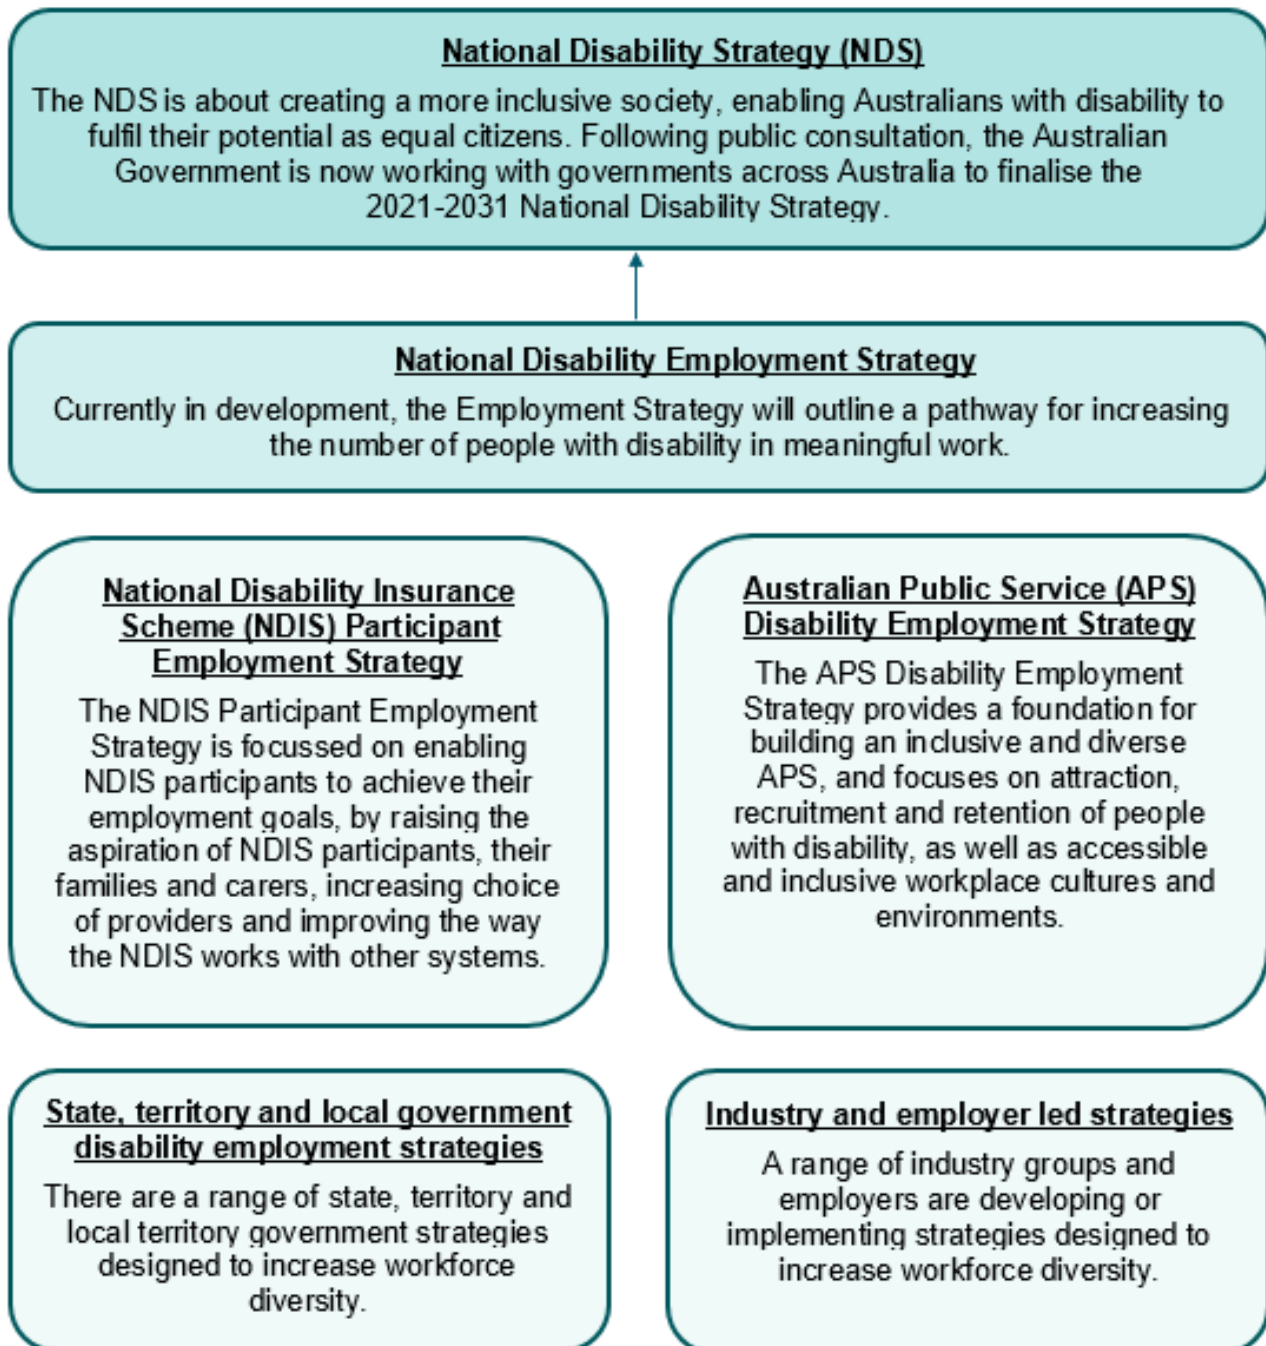 National Disability Strategy (NDS)
The NDS is about creating a more inclusive society, enabling Australians with disability to
fulfil their potential as equal citizens. Following public consultation, the Australian
Government is now working with governments across Australia to finalise the
2021-2031 National Disability Strategy.
National Disability Employment Strategy
Currently in development, the Employment Strategy will outline a pathway for increasing
the number of people with disability in meaningful work.
National Disability Insurance
Scheme (NDIS) Participant
Employment Strategy
The NDIS Participant Employment
Strategy is focussed on enabling
NDIS participants to achieve their
employment goals, by raising the
aspiration of NDIS participants, their
families and carers, increasing choice
of providers and improving the way
the NDIS works with other systems.
Australian Public Service (APS)
Disability Employment Strategy
The APS Disability Employment
Strategy provides a foundation for
building an inclusive and diverse
APS, and focuses on attraction,
recruitment and retention of people
with disability, as well as accessible
and inclusive workplace cultures and
environments.
State, territory and local government
disability employment strategies
There are a range of state, territory and
local territory government strategies
designed to increase workforce
diversity.
Industry and employer led strategies
A range of industry groups and
employers are developing or
implementing strategies designed to
increase workforce diversity.